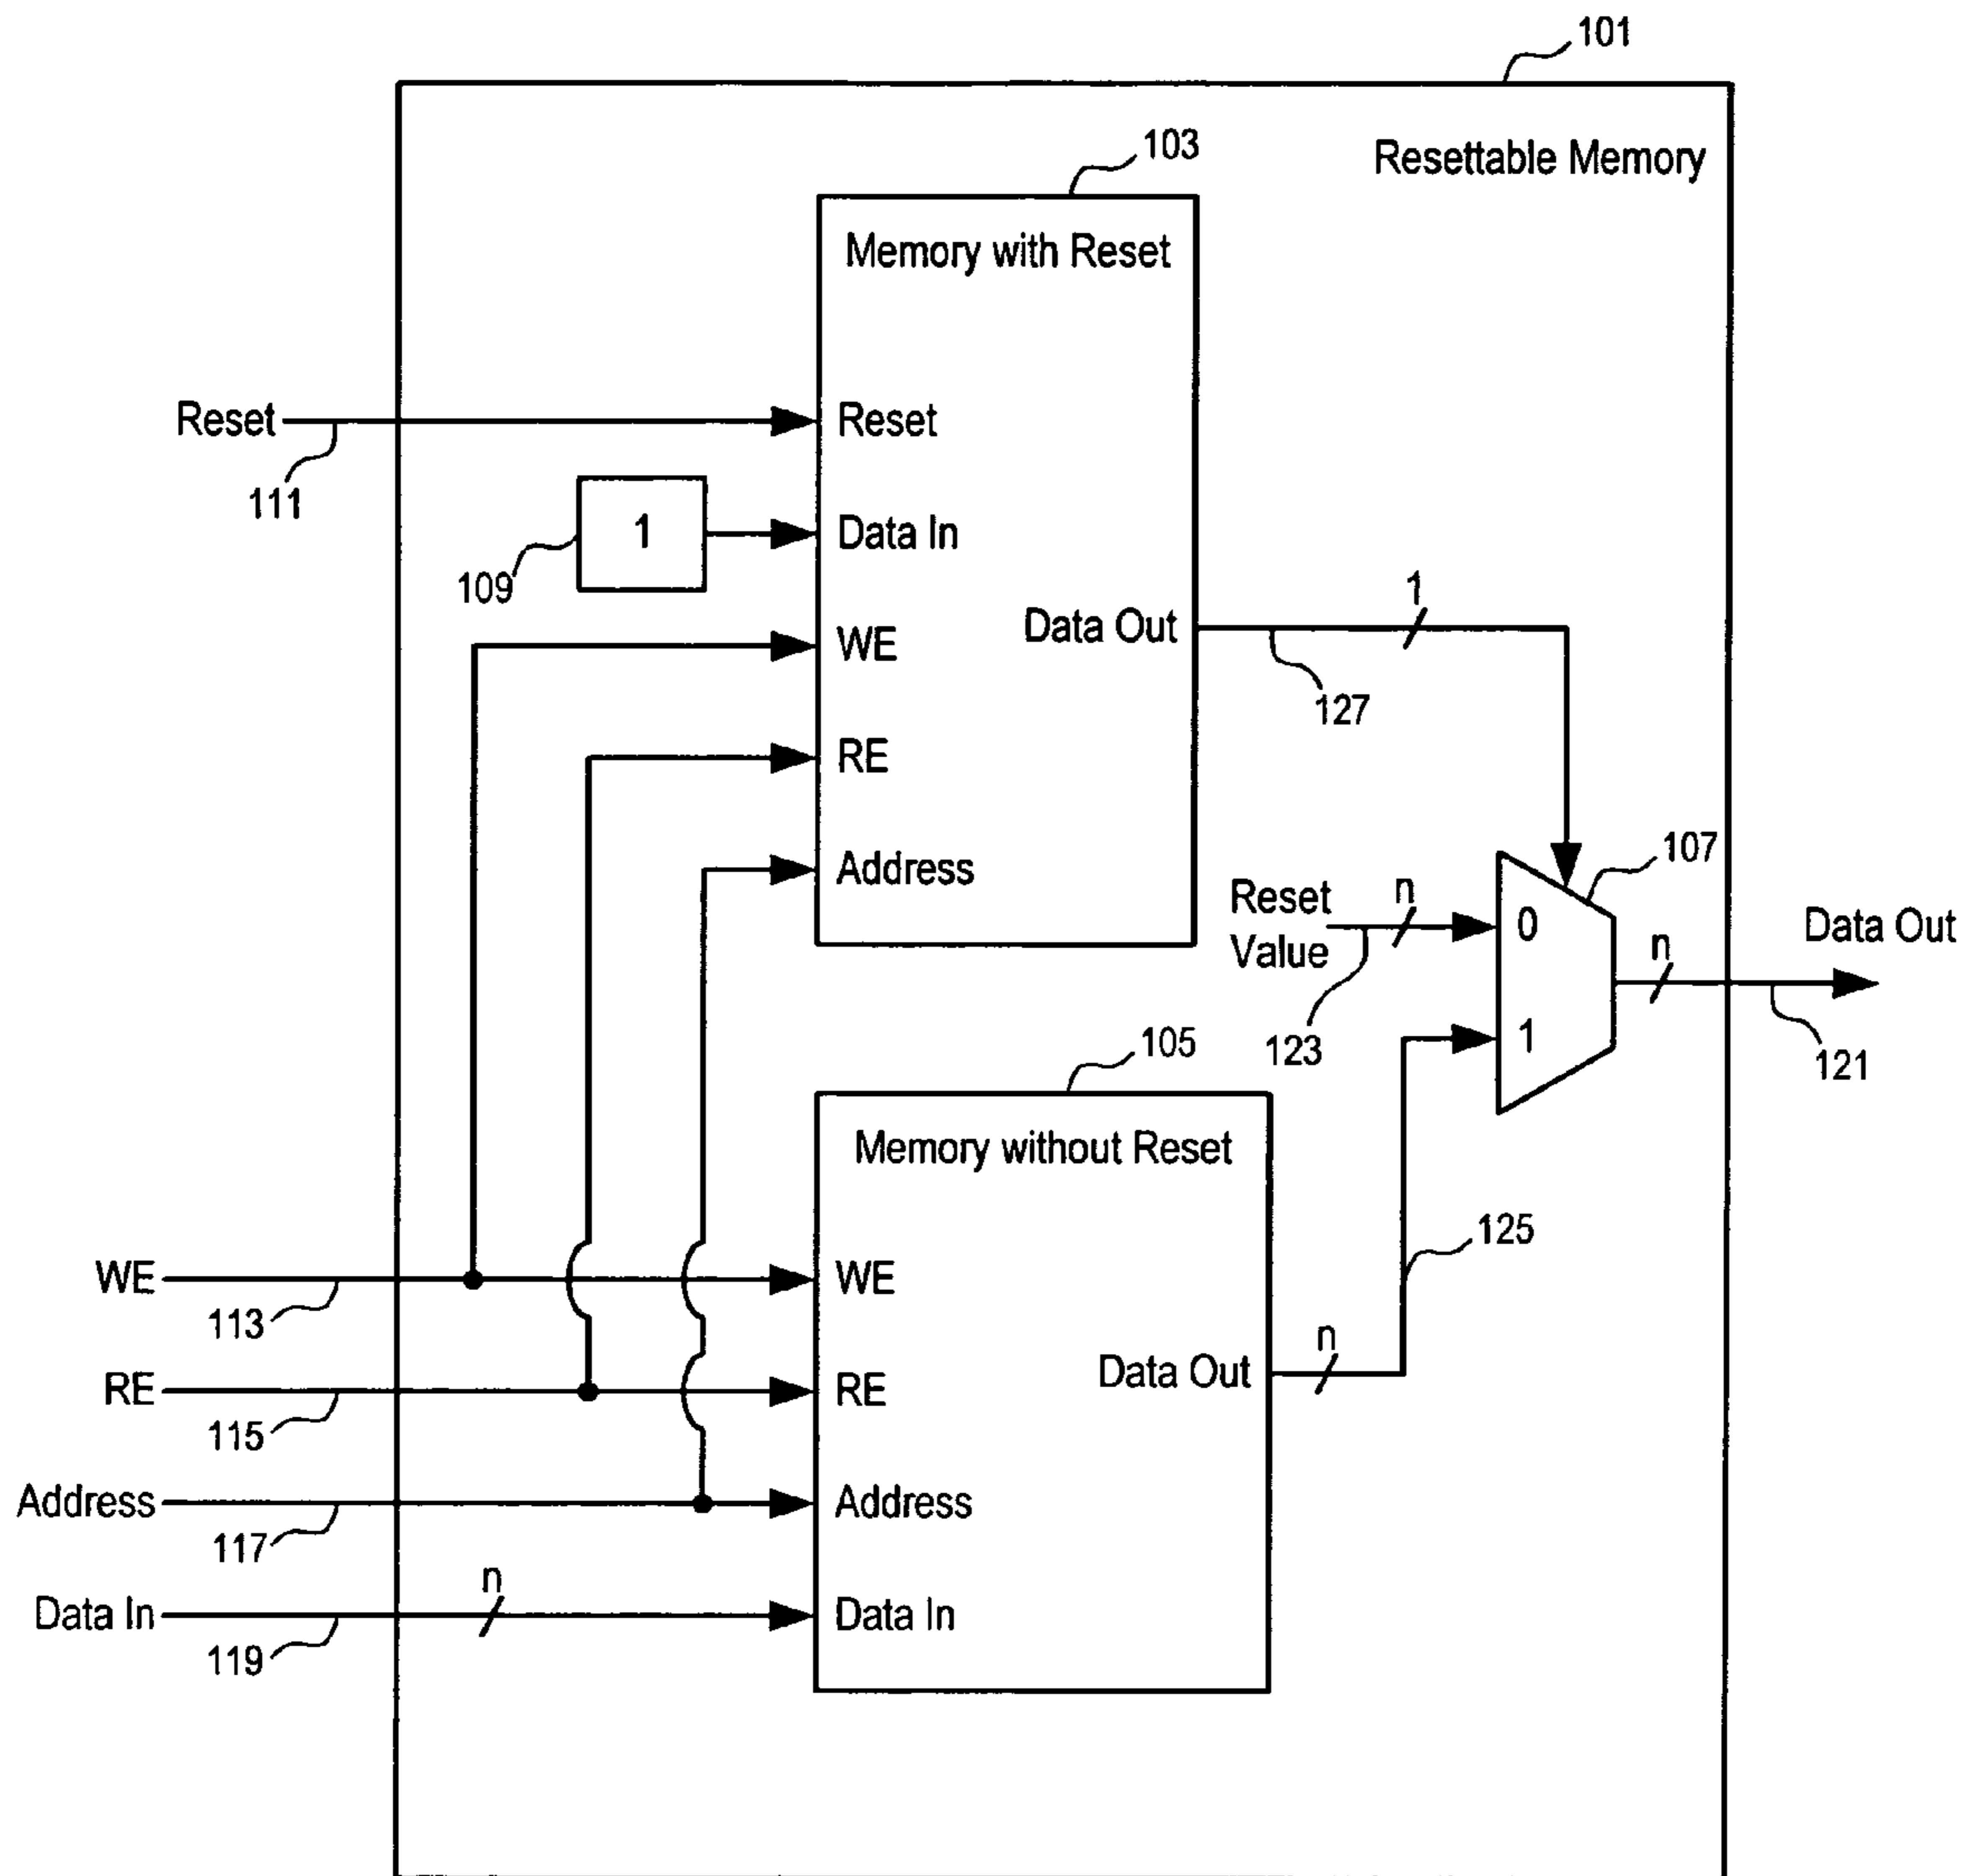 101
Resettable Memory
103
Memory with Reset
Reset
Reset
111
1
Data In
109
WE
Data Out
1
127
RE
Address
107
Reset
Value
n
0
n
Data Out
123
1
121
105
Memory without Reset
125
WE
WE
113
RE
RE
Data Out
n
115
Address
Address
117
Data In
n
Data In
119